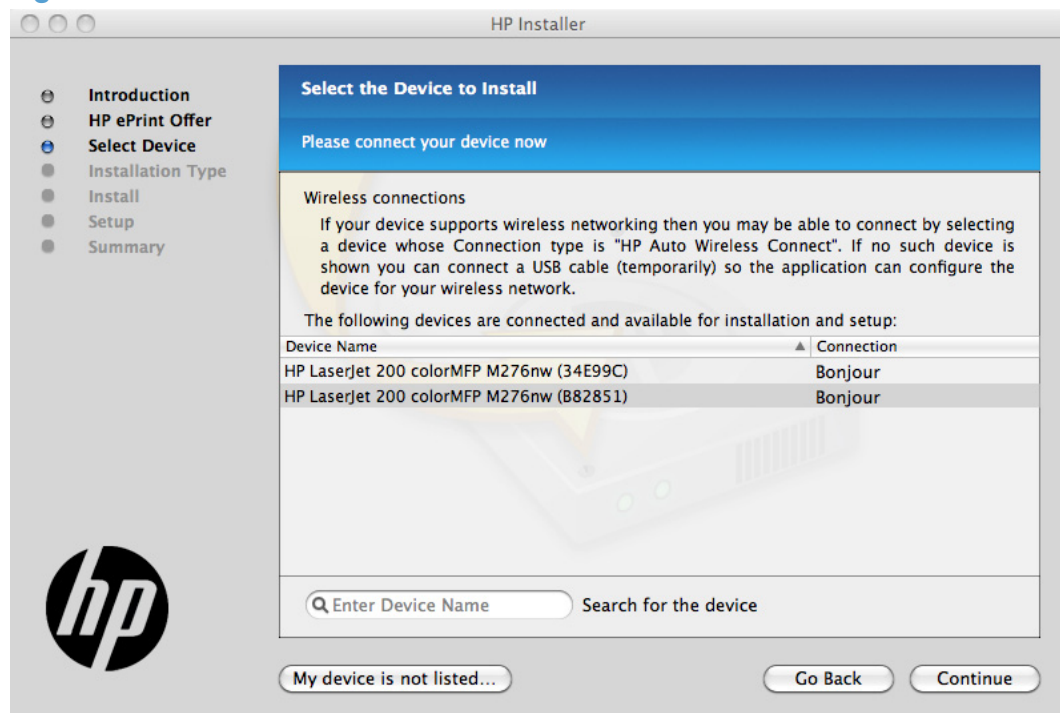 HP Installer
Introduction
HP ePrint Offer
Select Device
Installation Type
Install
Setup
Summary
Select the Device to Install
Please connect your device now
Wireless connections
If your device supports wireless networking then you may be able to connect by selecting
a device whose Connection type is "HP Auto Wireless Connect". If no such device is
shown you can connect a USB cable (temporarily) so the application can configure the
device for your wireless network.
The following devices are connected and available for installation and setup:
Device Name Connection
HP LaserJet 200 colorMFP M276nw (34E99C) Bonjour
HP LaserJet 200 colorMFP M276nw (B82851) Bonjour
Enter Device Name Search for the device
hp
My device is not listed... Go Back Continue